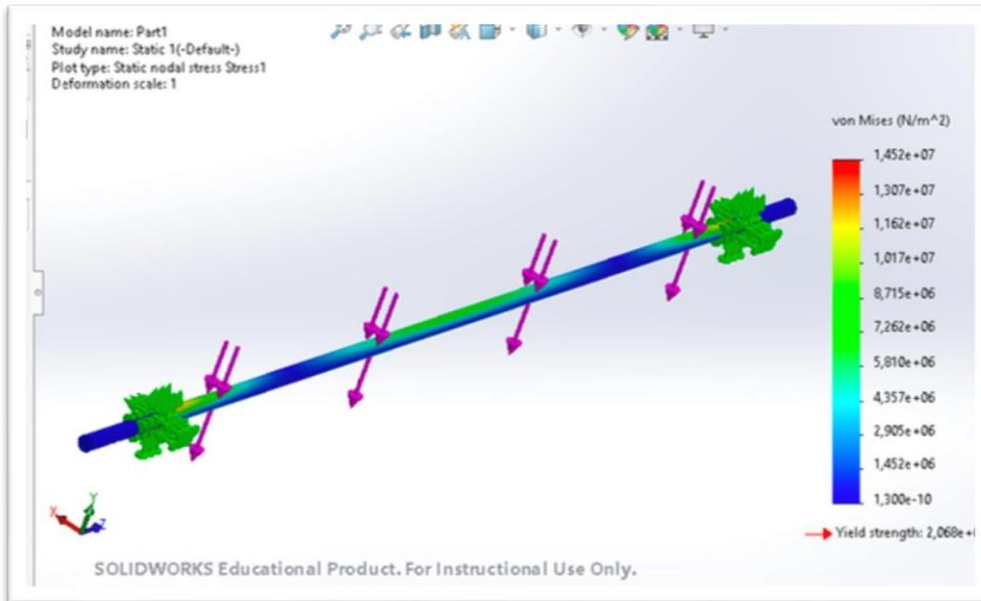 Model name: Part1
Study name: Static 1(-Default-)
Plot type: Static nodal stress Stress1
Deformation scale: 1
von Mises (N/m^2)
1,452e+07
1,307e+07
1,162e+07
1,017e+07
8,715e+06
7,262e+06
5,810e+06
4,357e+06
2,905e+06
1,452e+06
1,300e-10
Yield strength: 2,068e+
X
Y
Z
SOLIDWORKS Educational Product. For Instructional Use Only.